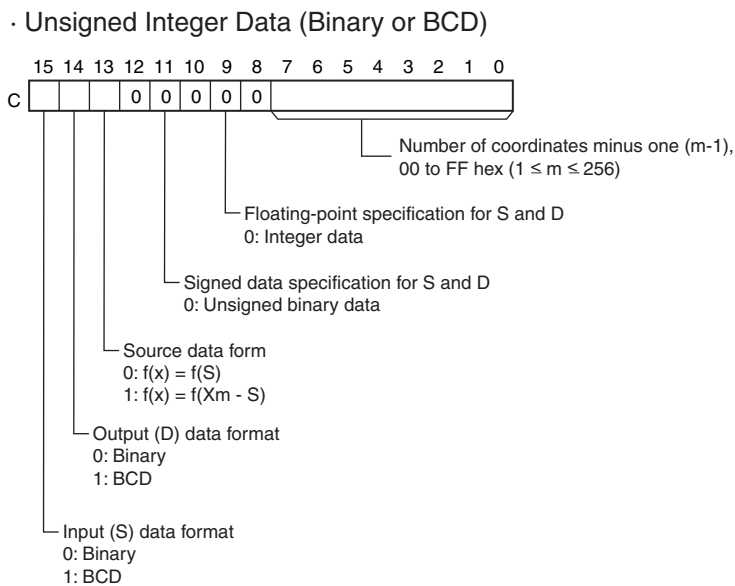 · Unsigned Integer Data (Binary or BCD)
15 14 13 12 11 10 9 8 7 6 5 4 3 2 1 0
C 0 0 0 0 0
Number of coordinates minus one (m-1),
00 to FF hex (1 ≤ m ≤ 256)
Floating-point specification for S and D
0: Integer data
Signed data specification for S and D
0: Unsigned binary data
Source data form
0: f(x) = f(S)
1: f(x) = f(Xm - S)
Output (D) data format
0: Binary
1: BCD
Input (S) data format
0: Binary
1: BCD